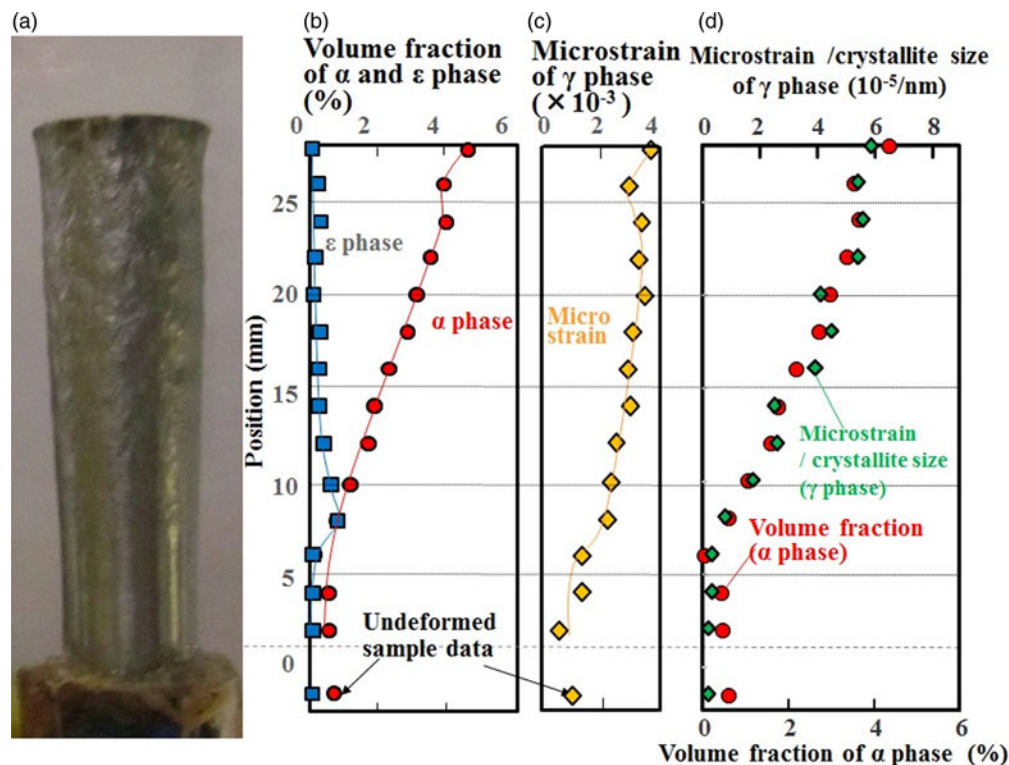 (a)
(b)
(c)
(d)
Volume fraction
of α and ε phase
(%)
Microstrain
of γ phase
(×10⁻³)
Microstrain /crystallite size
of γ phase (10⁻⁵/nm)
0 2 4 6
0 2 4
0 2 4 6 8
25
20
15
10
5
0
Position (mm)
ε phase
α phase
Micro
strain
Microstrain
/ crystallite size
(γ phase)
Volume fraction
(α phase)
Undeformed
sample data
0 2 4 6
Volume fraction of α phase (%)